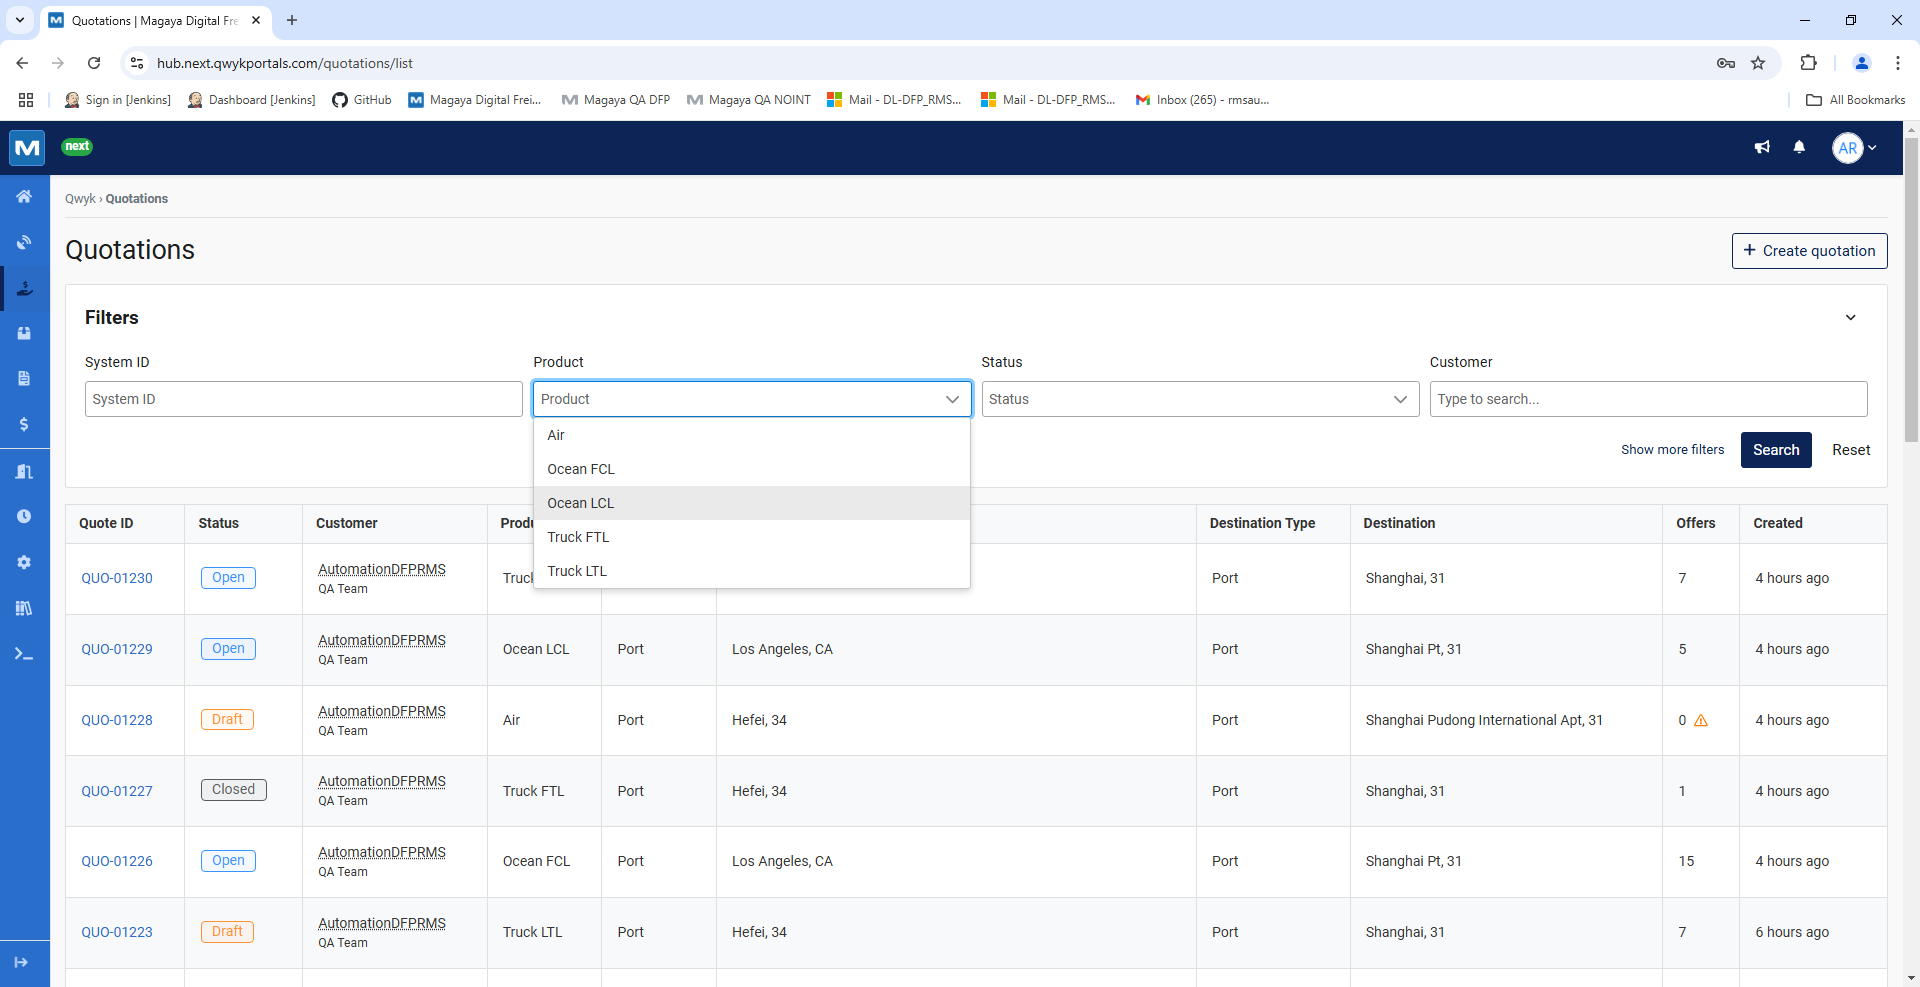 Quotations | Magaya Digital Fre
hub.next.qwykportals.com/quotations/list
Sign in [Jenkins]
Dashboard [Jenkins]
GitHub
Magaya Digital Frei...
Magaya QA DFP
Magaya QA NOINT
Mail - DL-DFP_RMS...
Mail - DL-DFP_RMS...
Inbox (265) - rmsau...
All Bookmarks
next
AR
Qwyk › Quotations
Quotations
+ Create quotation
Filters
System ID
Product
Status
Customer
System ID
Product
Status
Type to search...
Air
Ocean FCL
Ocean LCL
Truck FTL
Truck LTL
Show more filters
Search
Reset
Quote ID Status Customer Produ Destination Type Destination Offers Created
QUO-01230 Open AutomationDFPRMS QA Team Truck Port Shanghai, 31 7 4 hours ago
QUO-01229 Open AutomationDFPRMS QA Team Ocean LCL Port Los Angeles, CA Port Shanghai Pt, 31 5 4 hours ago
QUO-01228 Draft AutomationDFPRMS QA Team Air Port Hefei, 34 Port Shanghai Pudong International Apt, 31 0 4 hours ago
QUO-01227 Closed AutomationDFPRMS QA Team Truck FTL Port Hefei, 34 Port Shanghai, 31 1 4 hours ago
QUO-01226 Open AutomationDFPRMS QA Team Ocean FCL Port Los Angeles, CA Port Shanghai Pt, 31 15 4 hours ago
QUO-01223 Draft AutomationDFPRMS QA Team Truck LTL Port Hefei, 34 Port Shanghai, 31 7 6 hours ago